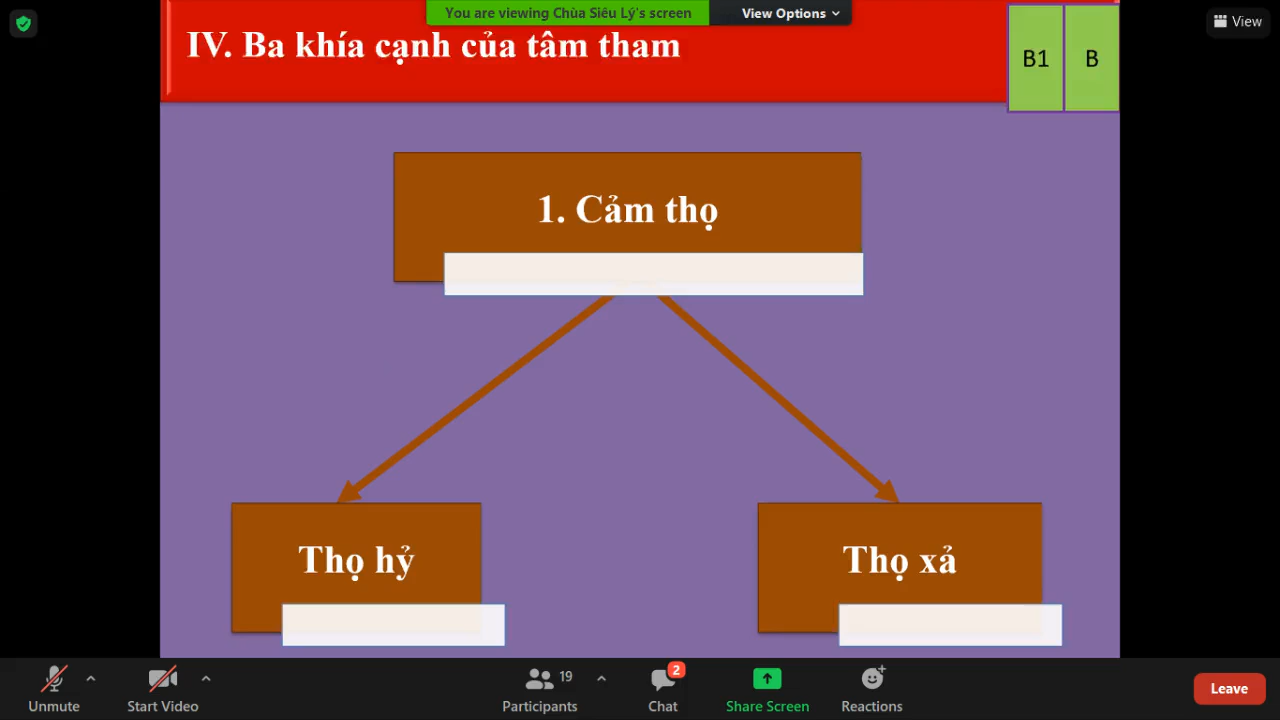 You are viewing Chùa Siêu Lý's screen
View Options
View
IV. Ba khía cạnh của tâm tham
B1
B
1. Cảm thọ
Thọ hỷ
Thọ xả
Unmute
Start Video
19
Participants
2
Chat
Share Screen
Reactions
Leave